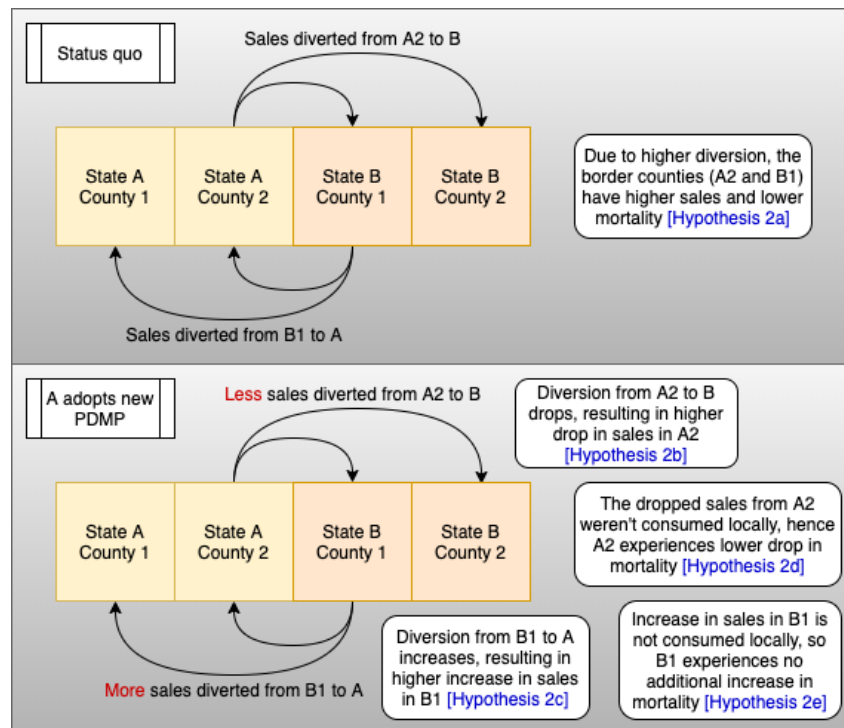 Status quo
Sales diverted from A2 to B
State A
County 1
State A
County 2
State B
County 1
State B
County 2
Due to higher diversion, the
border counties (A2 and B1)
have higher sales and lower
mortality [Hypothesis 2a]
Sales diverted from B1 to A
A adopts new
PDMP
Less sales diverted from A2 to B
Diversion from A2 to B
drops, resulting in higher
drop in sales in A2
[Hypothesis 2b]
State A
County 1
State A
County 2
State B
County 1
State B
County 2
The dropped sales from A2
weren't consumed locally, hence
A2 experiences lower drop in
mortality [Hypothesis 2d]
More sales diverted from B1 to A
Diversion from B1 to A
increases, resulting in
higher increase in sales
in B1 [Hypothesis 2c]
Increase in sales in B1 is
not consumed locally, so
B1 experiences no
additional increase in
mortality [Hypothesis 2e]